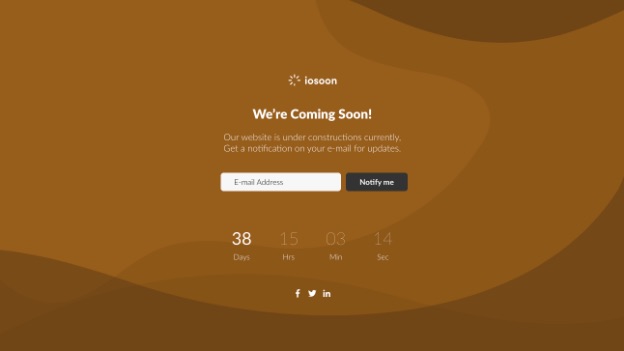 iosoon
We're Coming Soon!
Our website is under constructions currently.
Get a notification on your e-mail for updates.
E-mail Address
Notify me
38 15 03 14
Days Hrs Min Sec